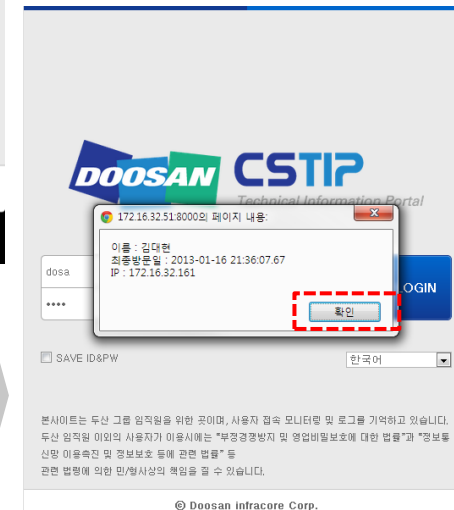 DOOSAN CSTIP
Technical Information Portal
172.16.32.51:8000의 페이지 내용:
이름 : 김대현
최종방문일 : 2013-01-16 21:36:07.67
IP : 172.16.32.161
확인
dosa
••••
LOGIN
SAVE ID&PW
한국어
본사이트는 두산 그룹 임직원을 위한 곳이며, 사용자 접속 모니터링 및 로그를 기억하고 있습니다.
두산 임직원 이외의 사용자가 이용시에는 "부정경쟁방지 및 영업비밀보호에 대한 법률"과 "정보통
신망 이용촉진 및 정보보호 등에 관련 법률" 등
관련 법령에 의한 민/형사상의 책임을 질 수 있습니다.
© Doosan infracore Corp.